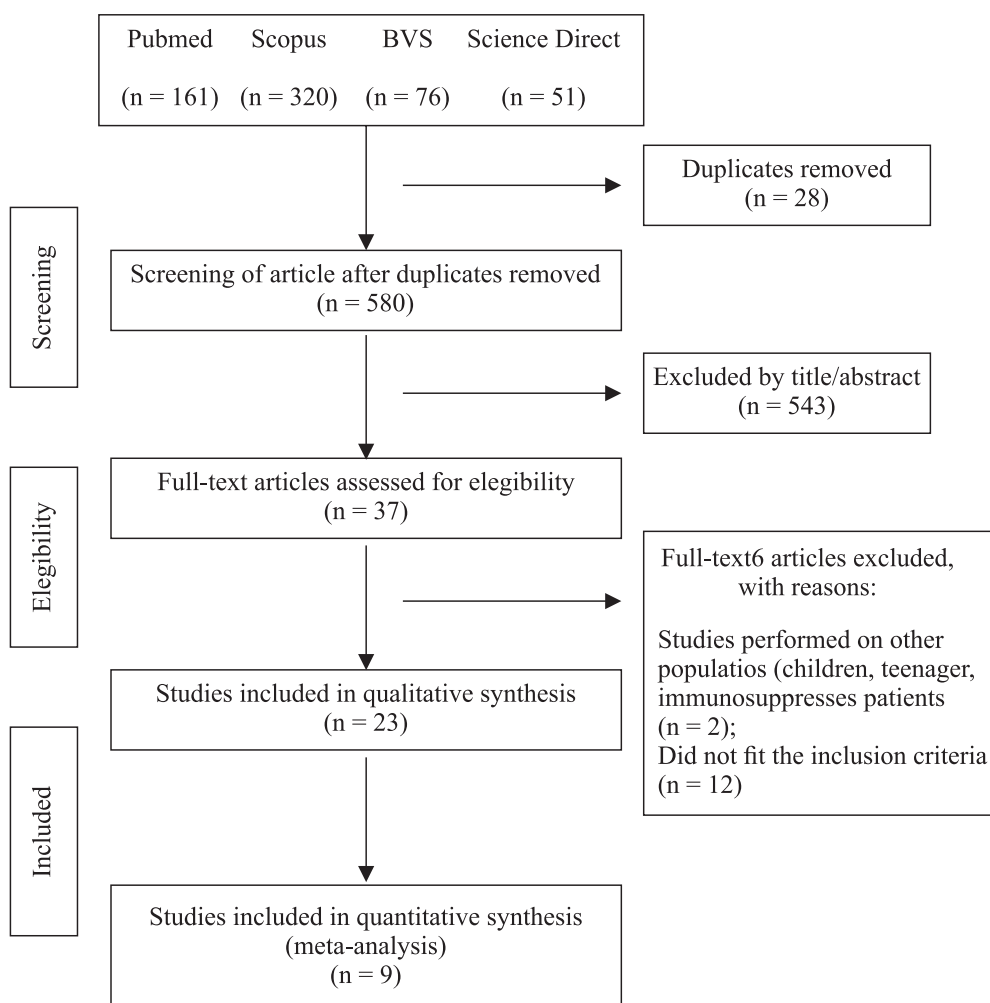 Pubmed Scopus BVS Science Direct
(n = 161) (n = 320) (n = 76) (n = 51)
Duplicates removed
(n = 28)
Screening
Screening of article after duplicates removed
(n = 580)
Excluded by title/abstract
(n = 543)
Elegibility
Full-text articles assessed for elegibility
(n = 37)
Full-text6 articles excluded,
with reasons:
Studies performed on other
populatios (children, teenager,
immunosuppresses patients
(n = 2);
Did not fit the inclusion criteria
(n = 12)
Studies included in qualitative synthesis
(n = 23)
Included
Studies included in quantitative synthesis
(meta-analysis)
(n = 9)